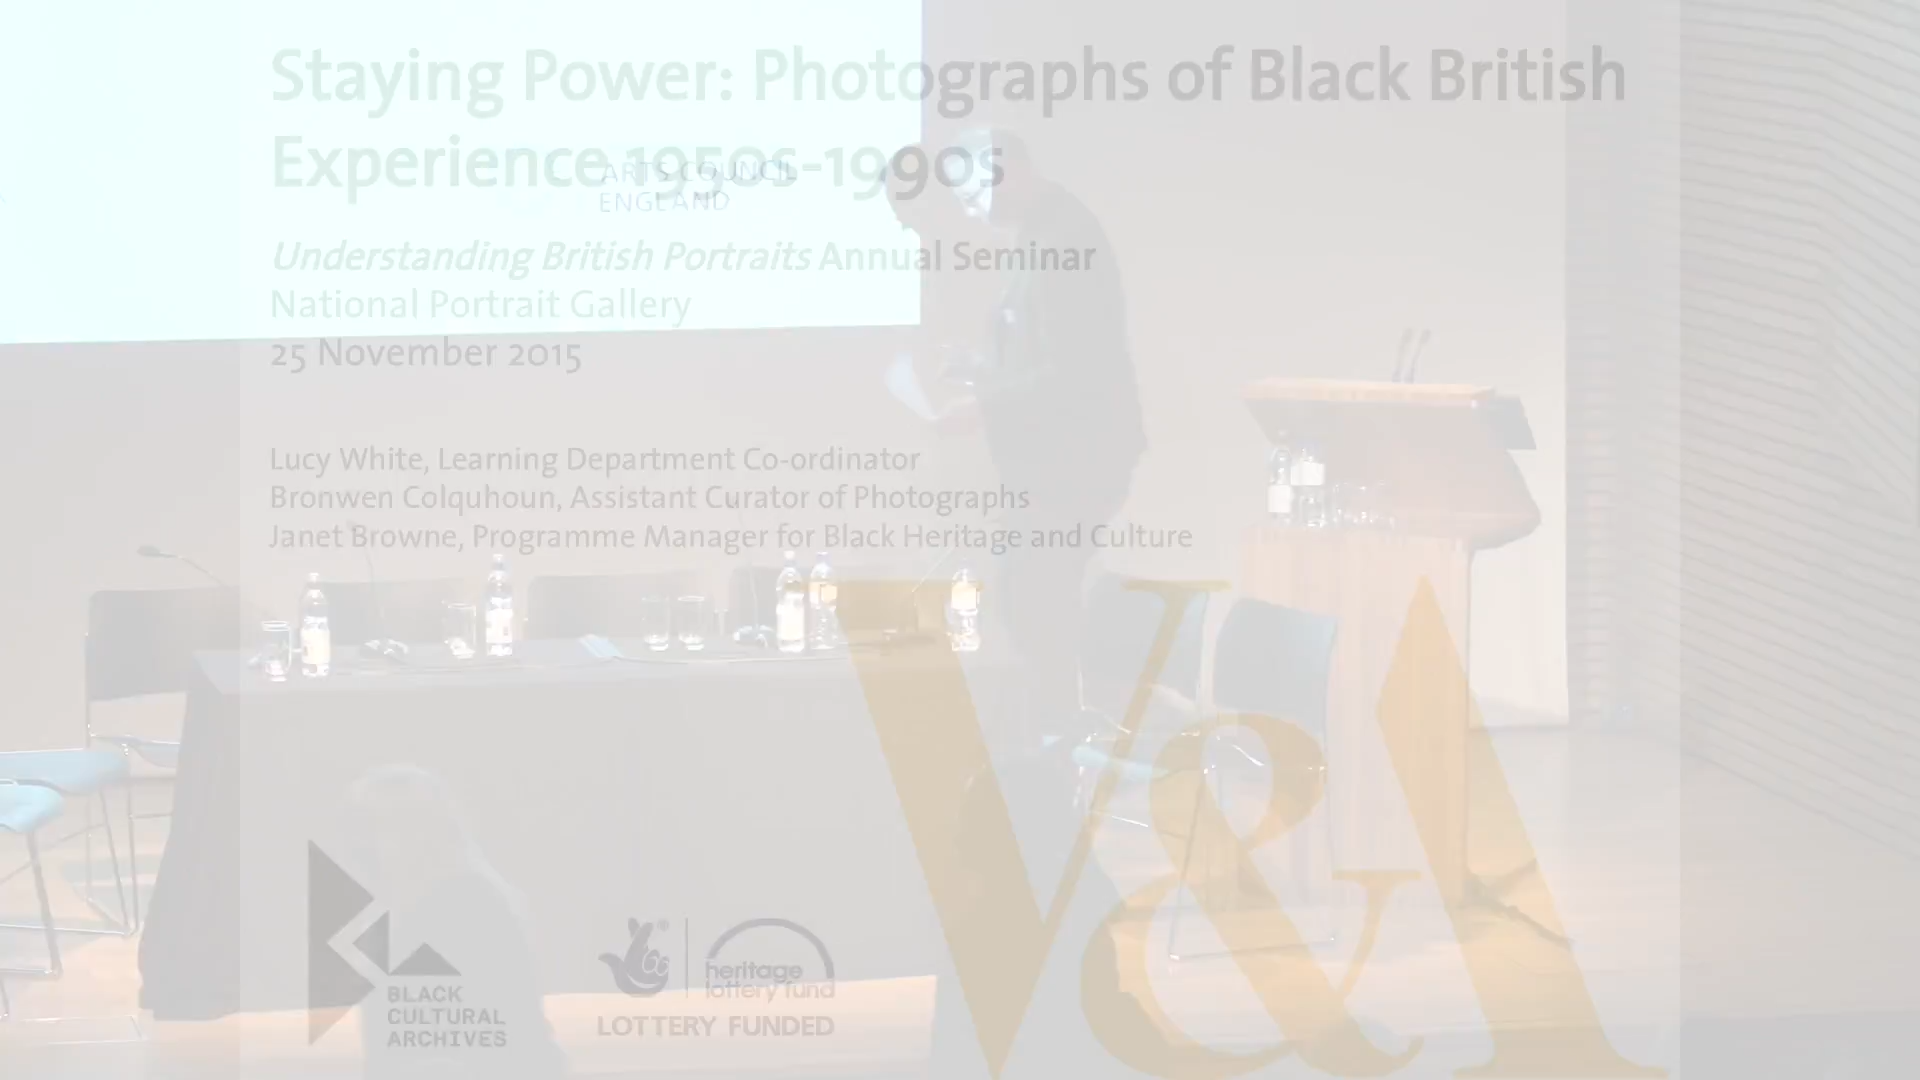 Staying Power: Photographs of Black British
Experience 1950s-1990s
ARTS COUNCIL
ENGLAND
Understanding British Portraits Annual Seminar
National Portrait Gallery
25 November 2015
Lucy White, Learning Department Co-ordinator
Bronwen Colquhoun, Assistant Curator of Photographs
Janet Browne, Programme Manager for Black Heritage and Culture
V&A
BLACK
CULTURAL
ARCHIVES
heritage
lottery fund
LOTTERY FUNDED